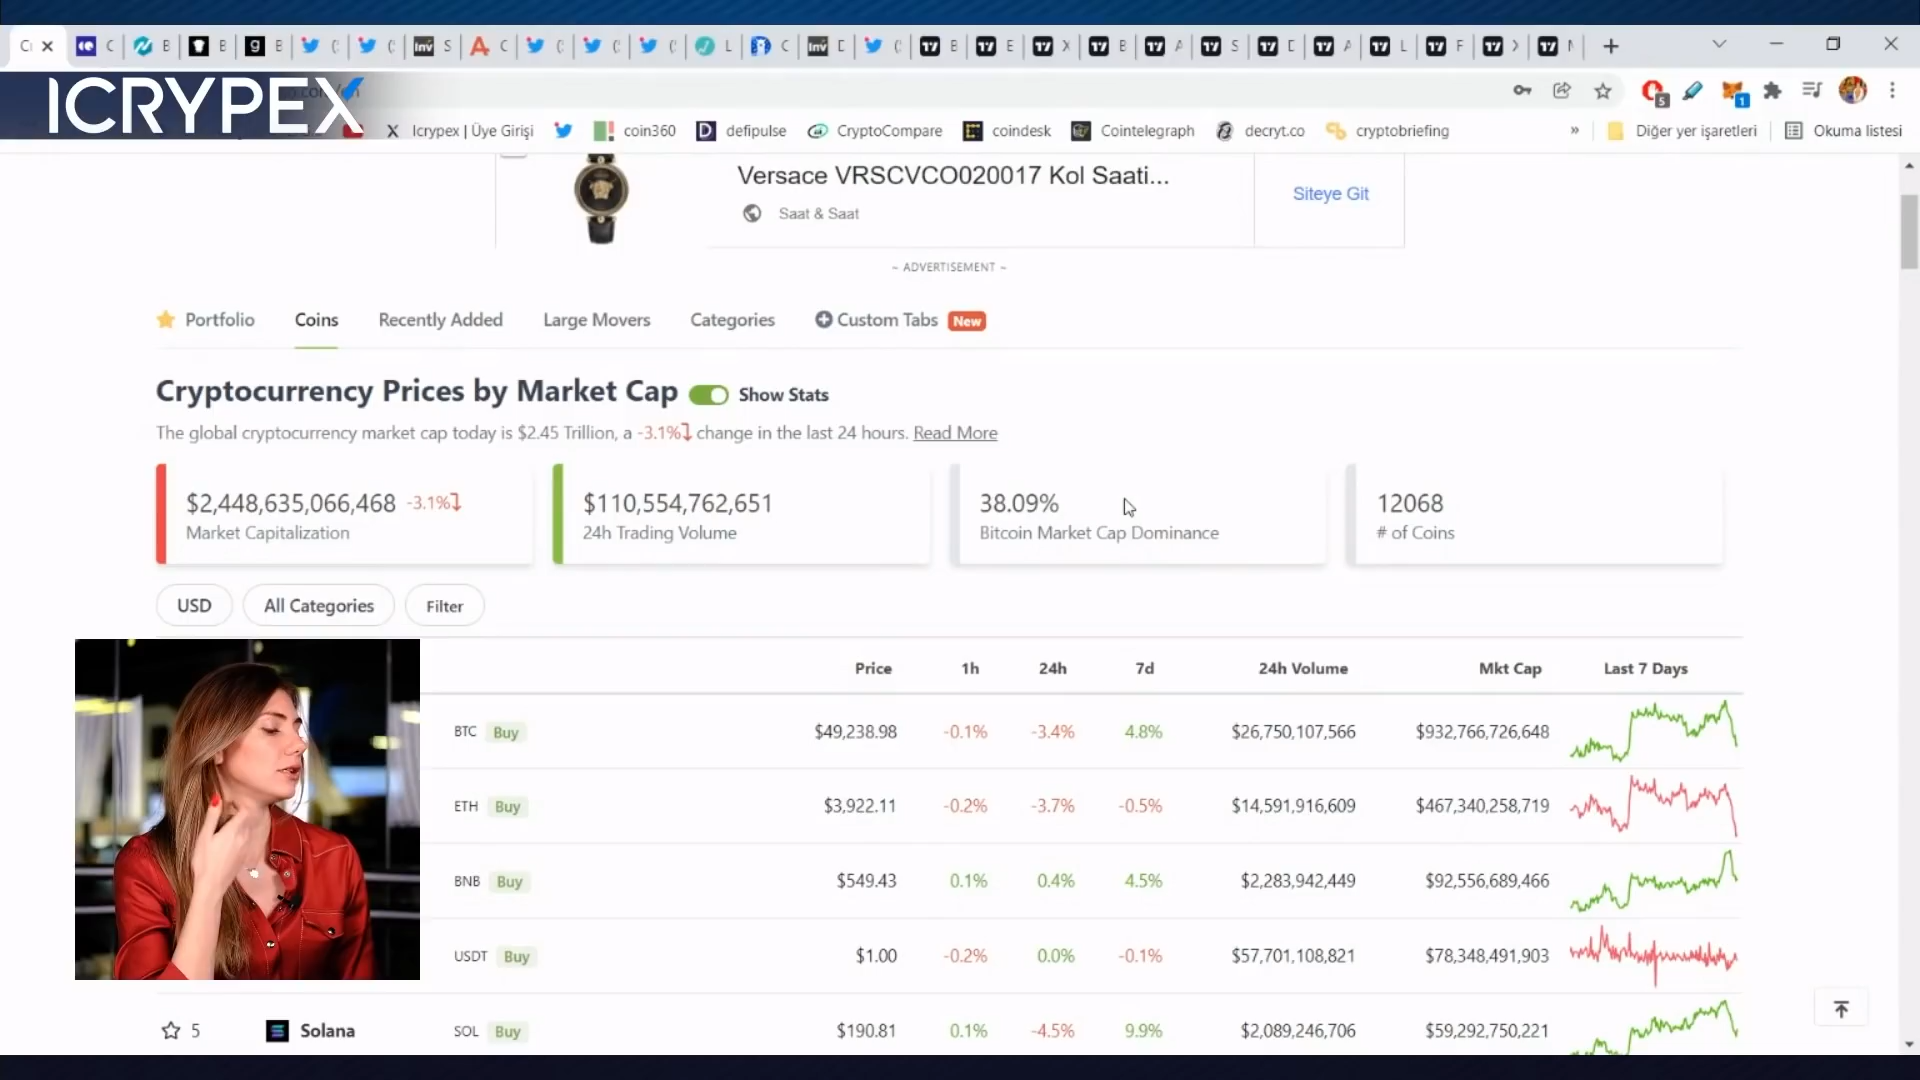 ICRYPEX
Icrypex | Üye Girişi
coin360
defipulse
CryptoCompare
coindesk
Cointelegraph
decryt.co
cryptobriefing
»
Diğer yer işaretleri
Okuma listesi
Versace VRSCVCO020017 Kol Saati...
Saat & Saat
Siteye Git
~ ADVERTISEMENT ~
Portfolio Coins Recently Added Large Movers Categories Custom Tabs New
Cryptocurrency Prices by Market Cap Show Stats
The global cryptocurrency market cap today is $2.45 Trillion, a -3.1% change in the last 24 hours. Read More
$2,448,635,066,468 -3.1%
Market Capitalization
$110,554,762,651
24h Trading Volume
38.09%
Bitcoin Market Cap Dominance
12068
# of Coins
USD All Categories Filter
Price 1h 24h 7d 24h Volume Mkt Cap Last 7 Days
BTC Buy $49,238.98 -0.1% -3.4% 4.8% $26,750,107,566 $932,766,726,648
ETH Buy $3,922.11 -0.2% -3.7% -0.5% $14,591,916,609 $467,340,258,719
BNB Buy $549.43 0.1% 0.4% 4.5% $2,283,942,449 $92,556,689,466
USDT Buy $1.00 -0.2% 0.0% -0.1% $57,701,108,821 $78,348,491,903
5 Solana SOL Buy $190.81 0.1% -4.5% 9.9% $2,089,246,706 $59,292,750,221